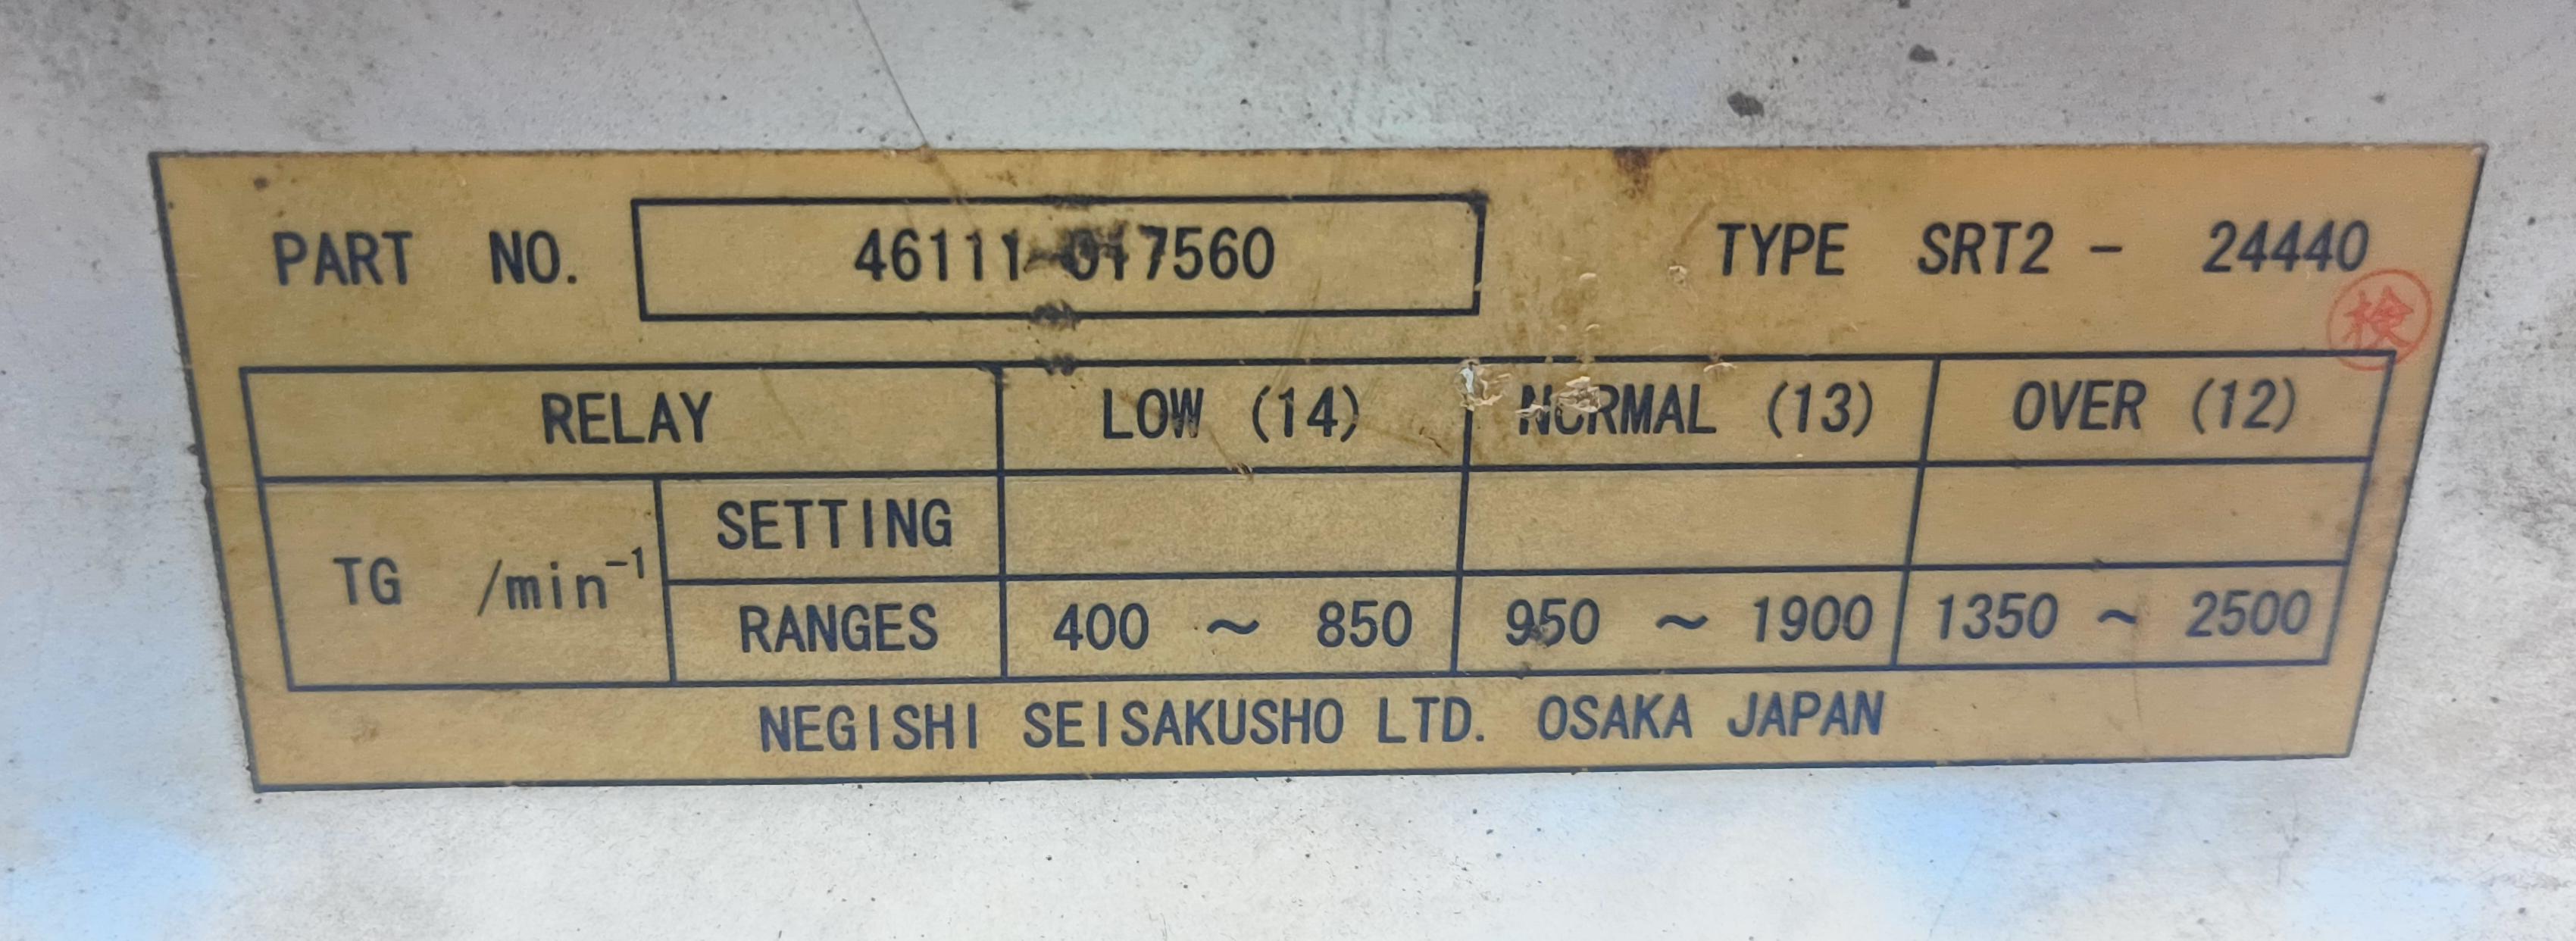 PART NO. 46111-017560 TYPE SRT2 - 24440
検
RELAY LOW (14) NORMAL (13) OVER (12)
SETTING
TG /min⁻¹
RANGES 400 ~ 850 950 ~ 1900 1350 ~ 2500
NEGISHI SEISAKUSHO LTD. OSAKA JAPAN